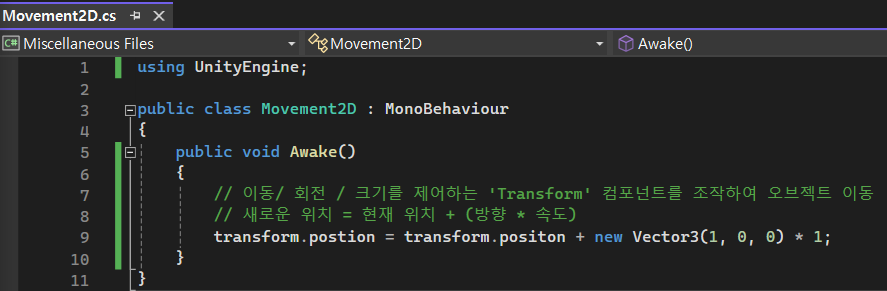 Movement2D.cs
C# Miscellaneous Files Movement2D Awake()
1 using UnityEngine;
2
3 public class Movement2D : MonoBehaviour
4 {
5 public void Awake()
6 {
7 // 이동/ 회전 / 크기를 제어하는 'Transform' 컴포넌트를 조작하여 오브젝트 이동
8 // 새로운 위치 = 현재 위치 + (방향 * 속도)
9 transform.postion = transform.positon + new Vector3(1, 0, 0) * 1;
10 }
11 }